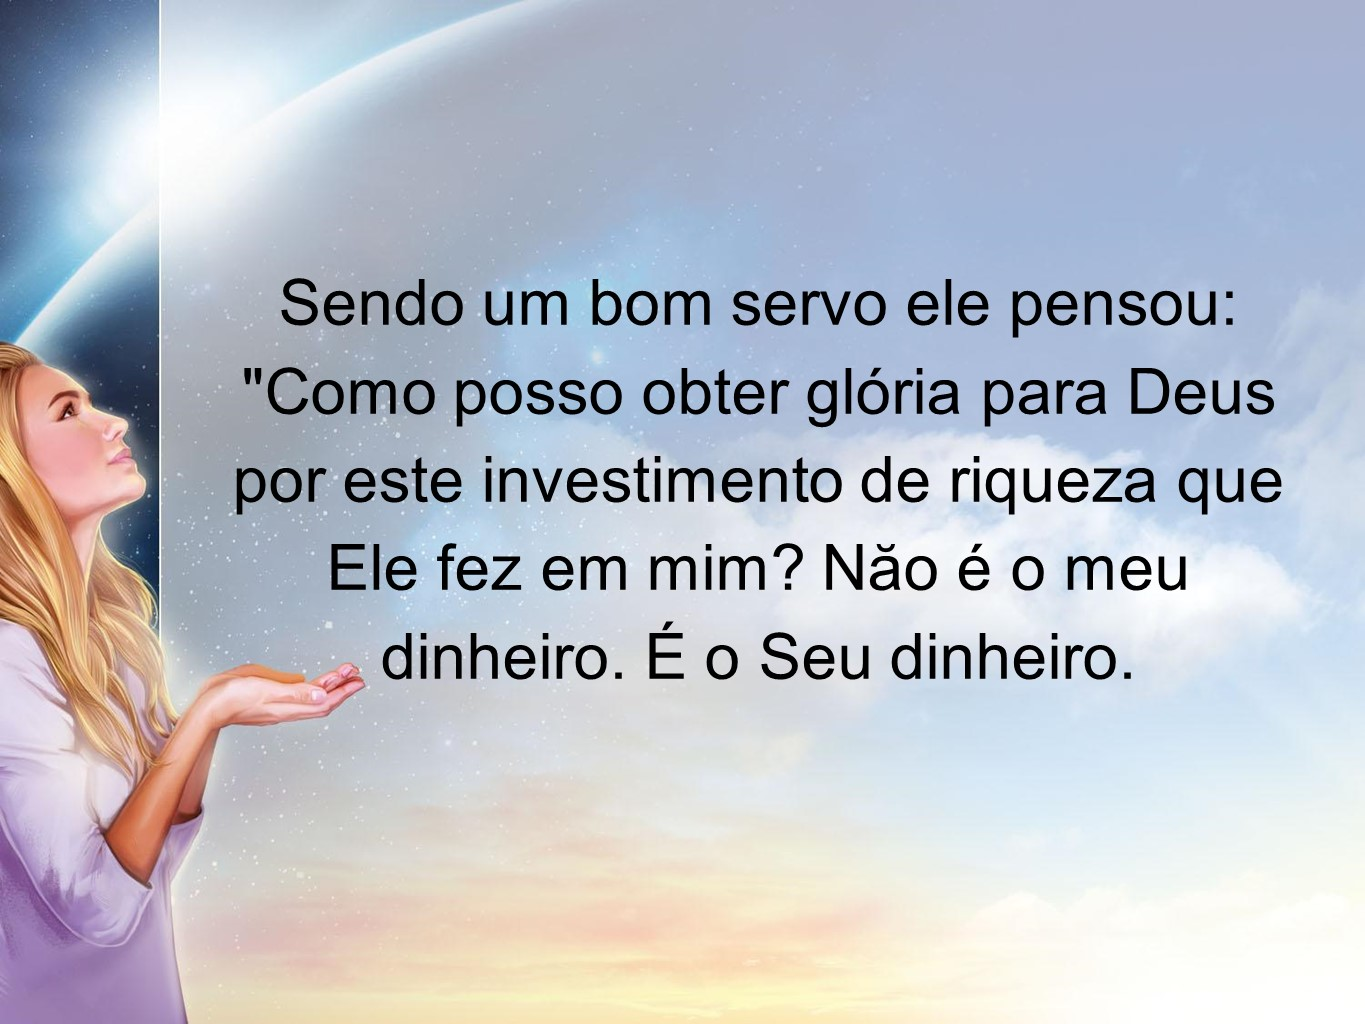 Sendo um bom servo ele pensou:
"Como posso obter glória para Deus
por este investimento de riqueza que
Ele fez em mim? Năo é o meu
dinheiro. É o Seu dinheiro.